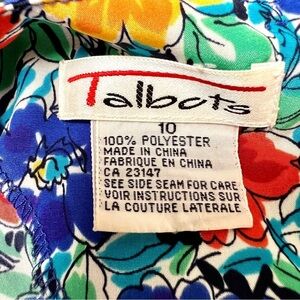 Talbots
10
100% POLYESTER
MADE IN CHINA
FABRIQUE EN CHINA
CA 23147
SEE SIDE SEAM FOR CARE
VOIR INSTRUCTIONS SUR
LA COUTURE LATERALE